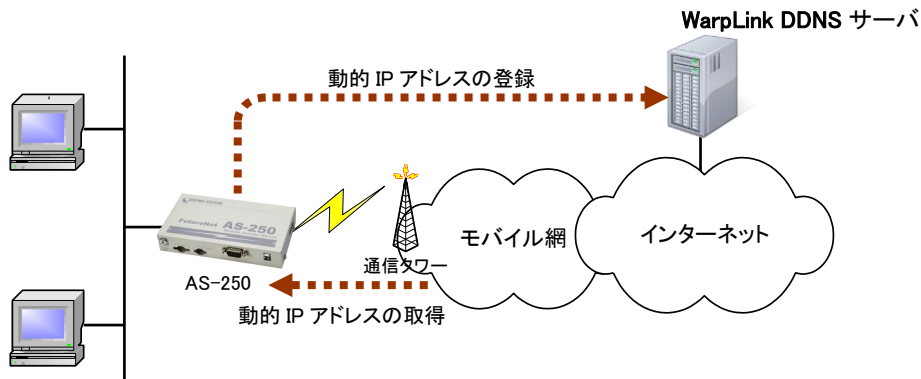 WarpLink DDNS サーバ
動的 IP アドレスの登録
FutureNet AS-250
モバイル網
インターネット
通信タワー
AS-250
動的 IP アドレスの取得